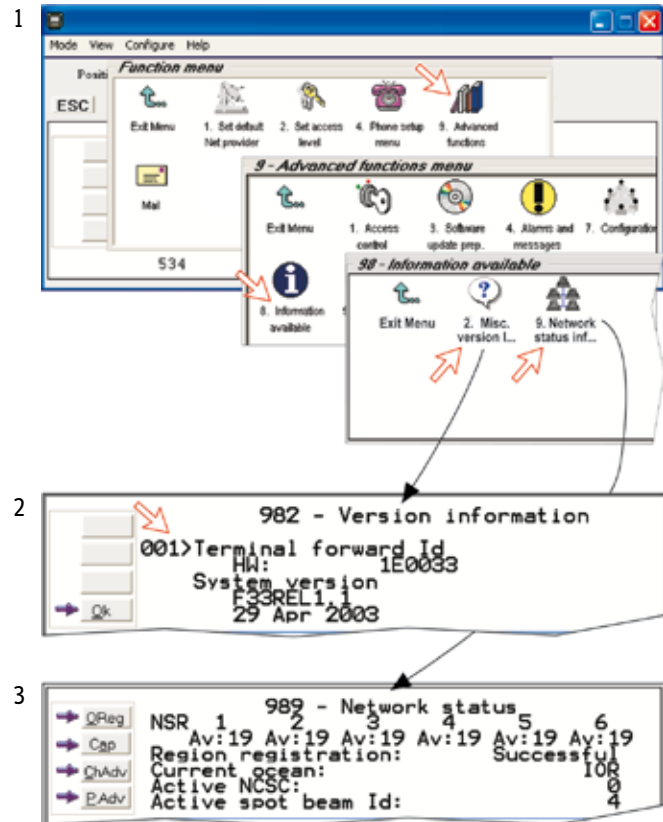 1
Mode View Configure Help
Positi
Function menu
ESC
Exit Menu
1. Set default Net provider
2. Set access level
4. Phone setup menu
9. Advanced functions
Mail
534
9 - Advanced functions menu
Exit Menu
1. Access control
3. Software update prep.
4. Alarms and messages
7. Configuration
8. Information available
98 - Information available
Exit Menu
2. Misc. version I...
9. Network status inf...
2
982 - Version information
001>Terminal forward Id
HW: 1E0033
System version
F33REL1.1
29 Apr 2003
Ok
3
989 - Network status
OReg
Cap
ChAdv
P.Adv
NSR 1 2 3 4 5 6
Av:19 Av:19 Av:19 Av:19 Av:19 Av:19
Region registration: Successful
Current ocean: IOR
Active NCSC: 0
Active spot beam Id: 4